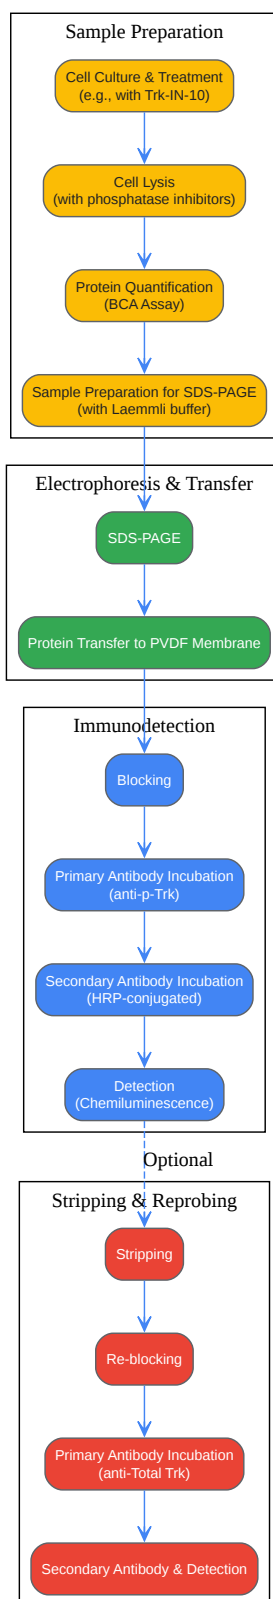 Sample Preparation
Cell Culture & Treatment
(e.g., with Trk-IN-10)
Cell Lysis
(with phosphatase inhibitors)
Protein Quantification
(BCA Assay)
Sample Preparation for SDS-PAGE
(with Laemmli buffer)
Electrophoresis & Transfer
SDS-PAGE
Protein Transfer to PVDF Membrane
Immunodetection
Blocking
Primary Antibody Incubation
(anti-p-Trk)
Secondary Antibody Incubation
(HRP-conjugated)
Detection
(Chemiluminescence)
Optional
Stripping & Reprobing
Stripping
Re-blocking
Primary Antibody Incubation
(anti-Total Trk)
Secondary Antibody & Detection